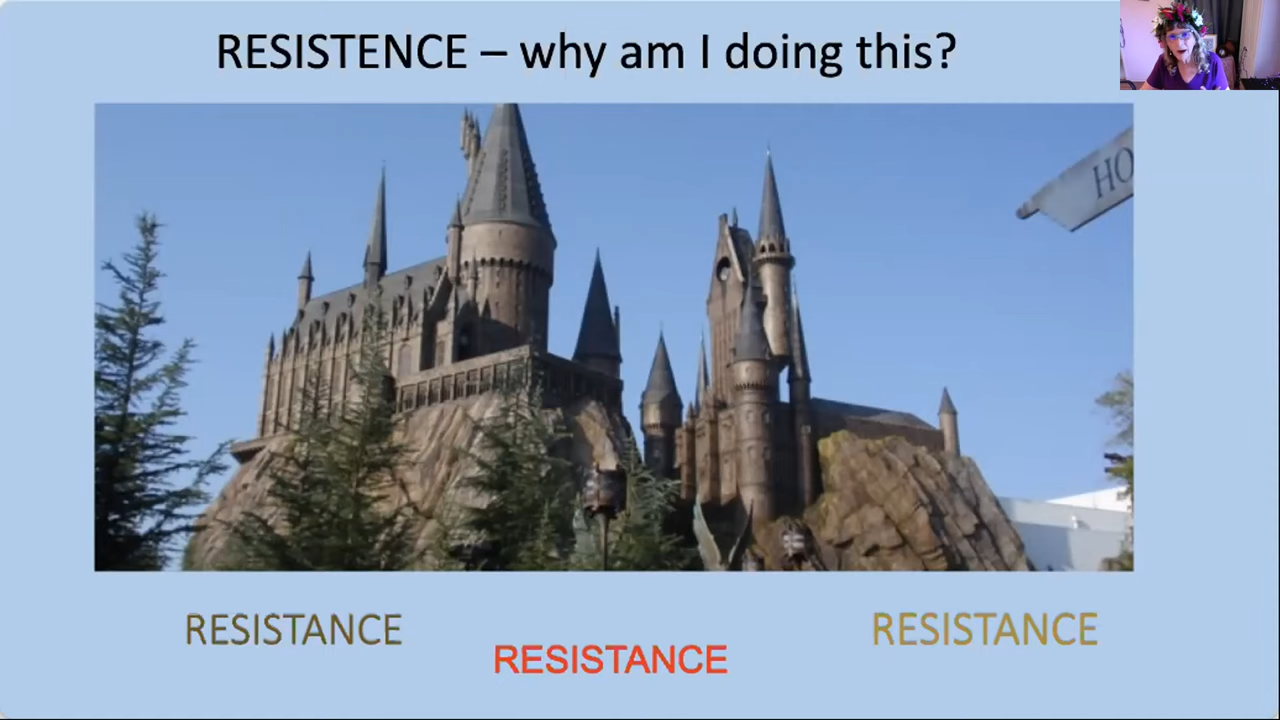 RESISTENCE – why am I doing this?
HO
RESISTANCE
RESISTANCE
RESISTANCE